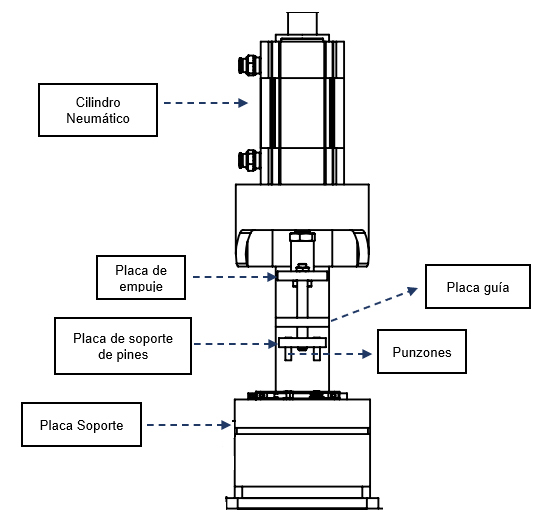 Cilindro
Neumático
Placa de
empuje
Placa guía
Placa de soporte
de pines
Punzones
Placa Soporte